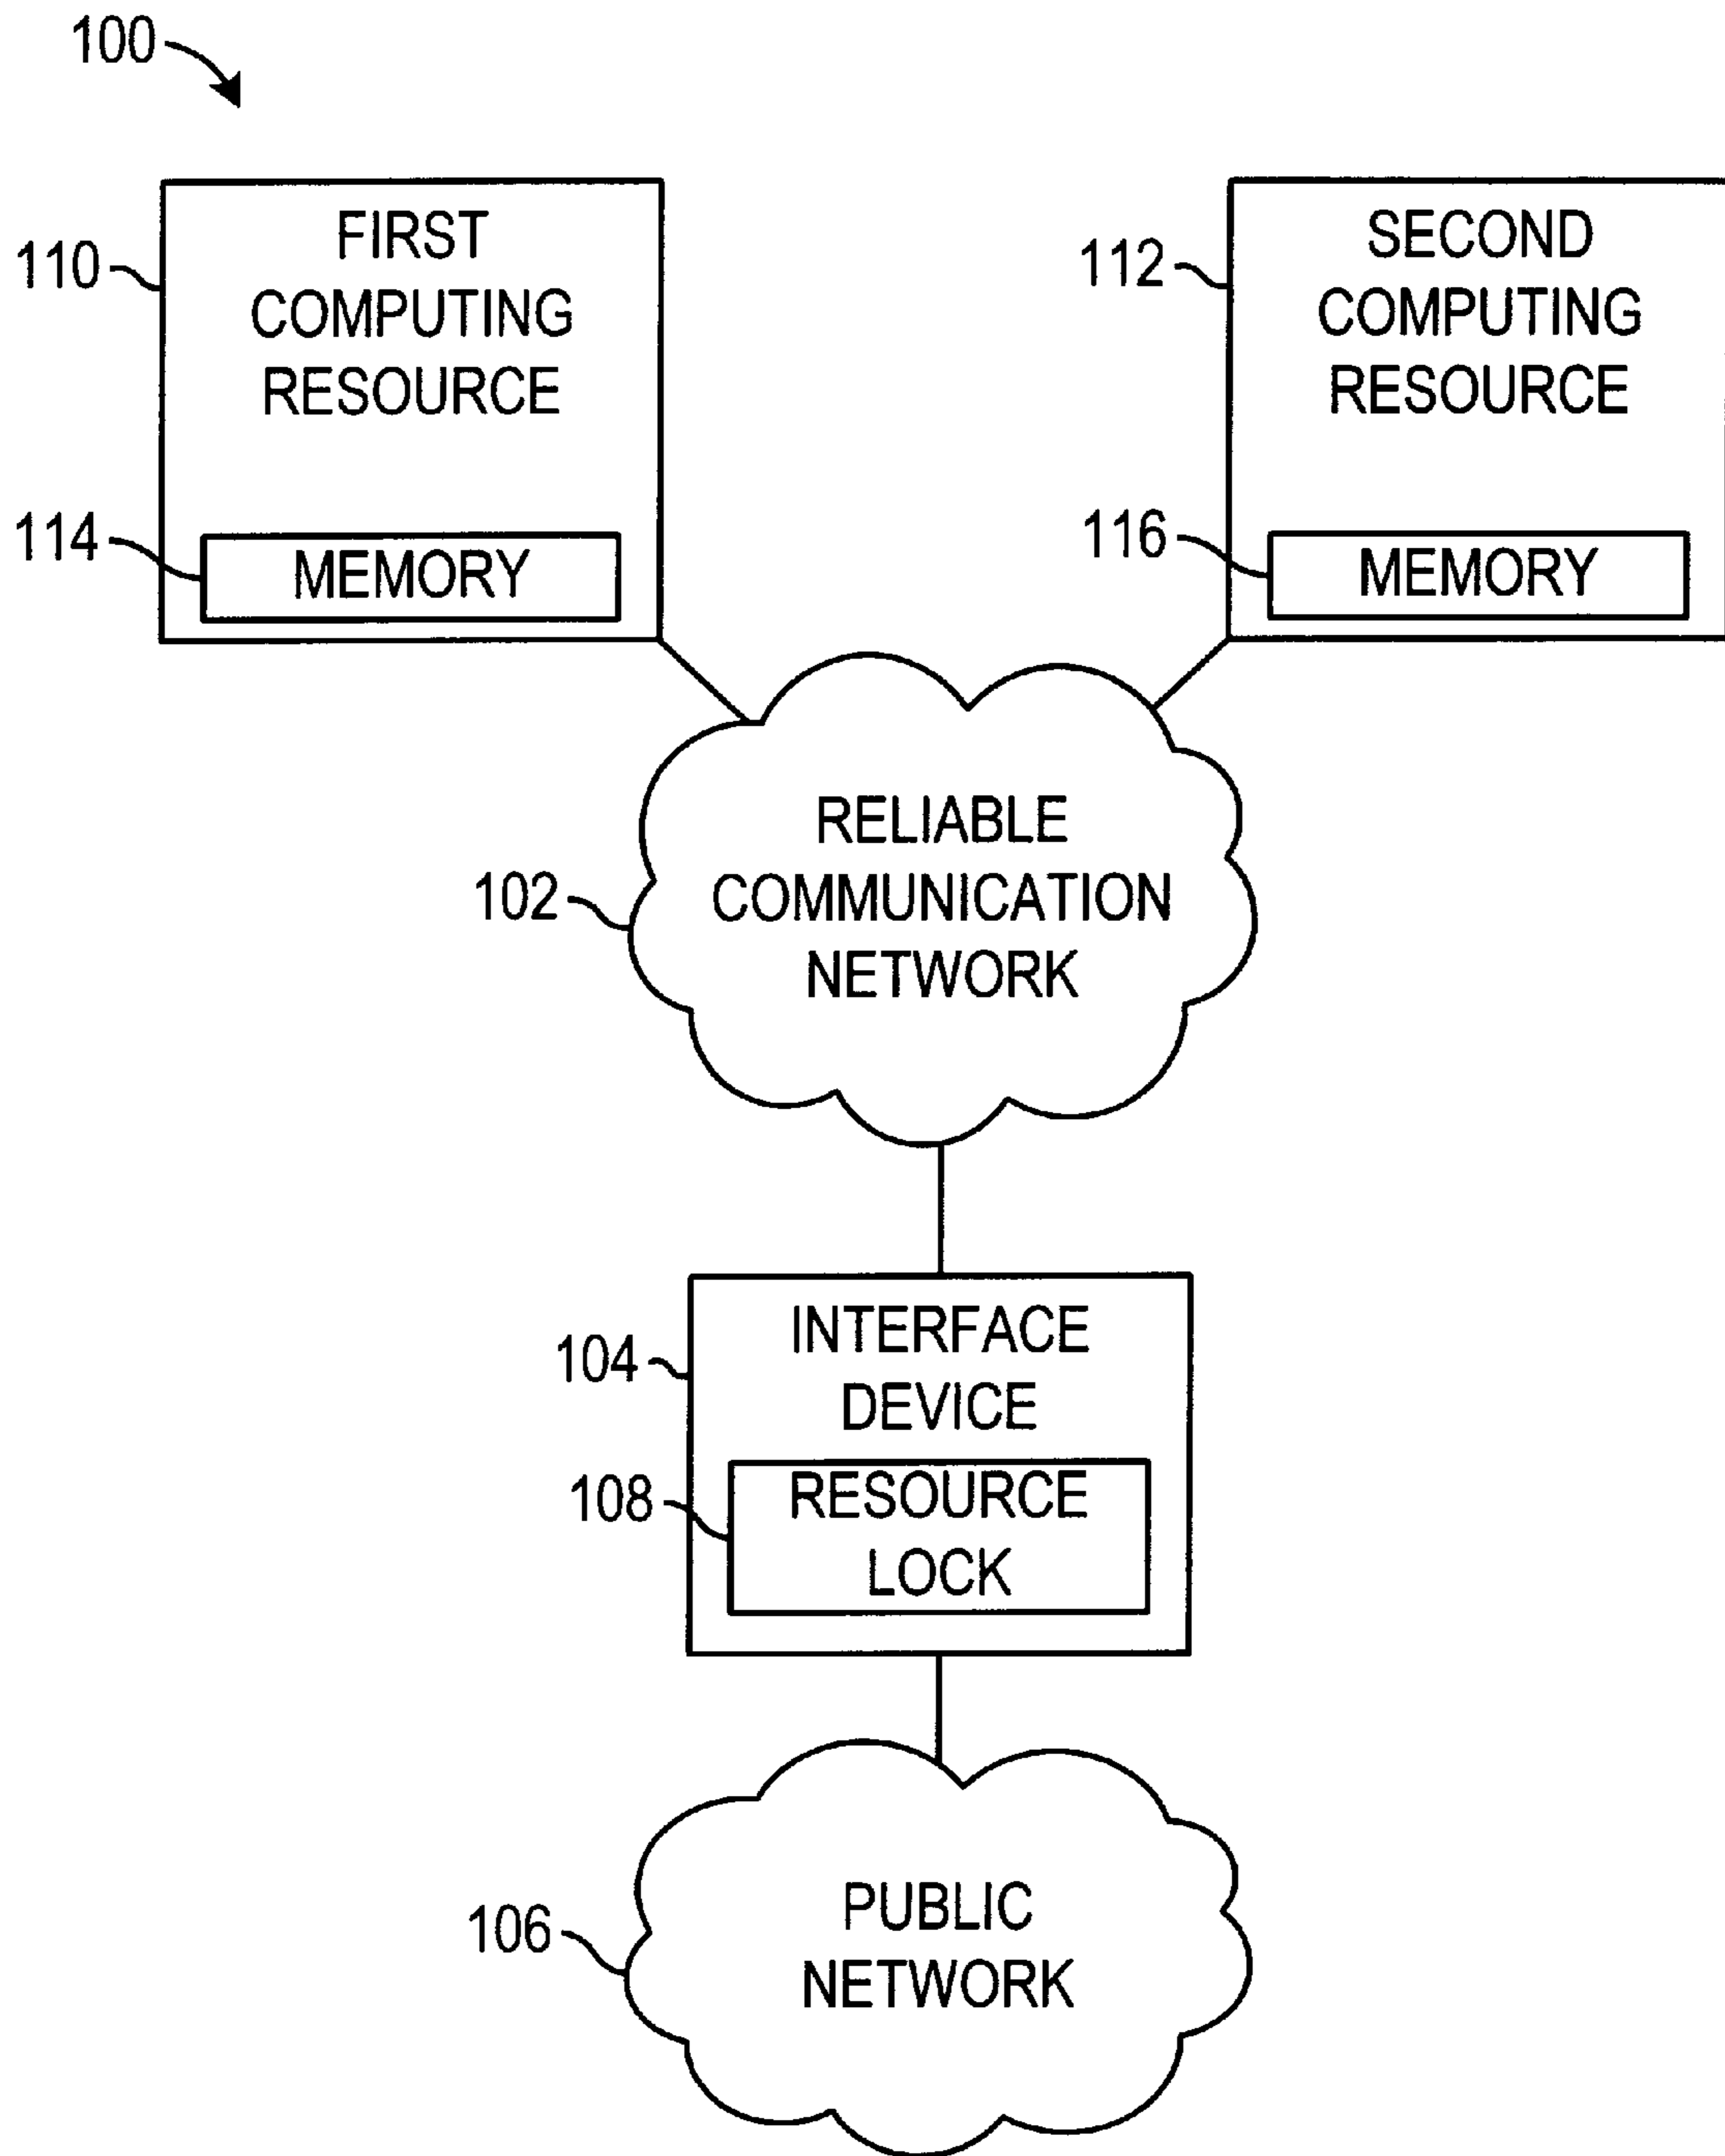 100
110
FIRST
COMPUTING
RESOURCE
114
MEMORY
112
SECOND
COMPUTING
RESOURCE
116
MEMORY
102
RELIABLE
COMMUNICATION
NETWORK
104
INTERFACE
DEVICE
108
RESOURCE
LOCK
106
PUBLIC
NETWORK